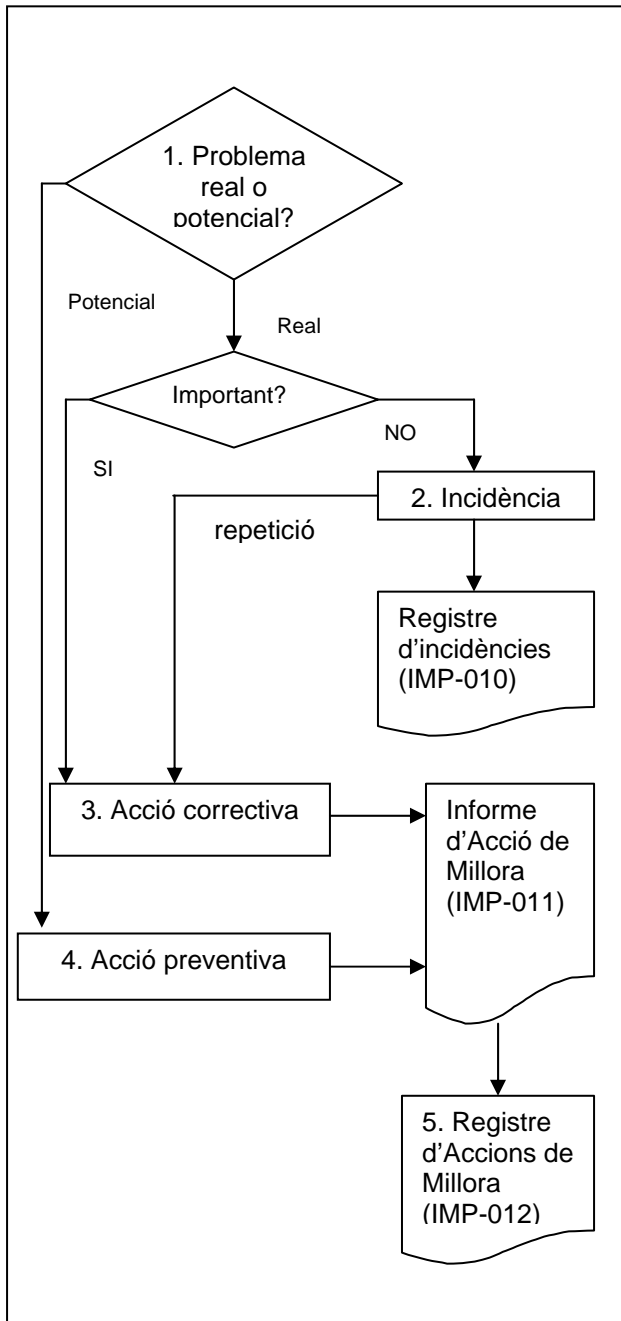 1. Problema
real o
potencial?
Potencial
Real
Important?
NO
SI
2. Incidència
repetició
Registre
d’incidències
(IMP-010)
3. Acció correctiva
Informe
d’Acció de
Millora
(IMP-011)
4. Acció preventiva
5. Registre
d’Accions de
Millora
(IMP-012)